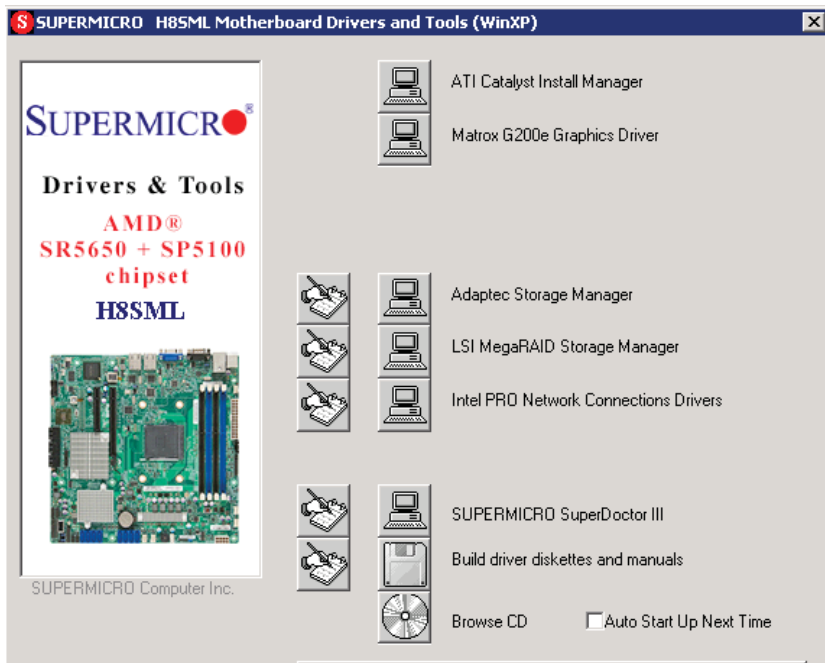 S SUPERMICRO H8SML Motherboard Drivers and Tools (WinXP)
SUPERMICRO®
Drivers & Tools
AMD®
SR5650 + SP5100
chipset
H8SML
SUPERMICRO Computer Inc.
ATI Catalyst Install Manager
Matrox G200e Graphics Driver
Adaptec Storage Manager
LSI MegaRAID Storage Manager
Intel PRO Network Connections Drivers
SUPERMICRO SuperDoctor III
Build driver diskettes and manuals
Browse CD
Auto Start Up Next Time